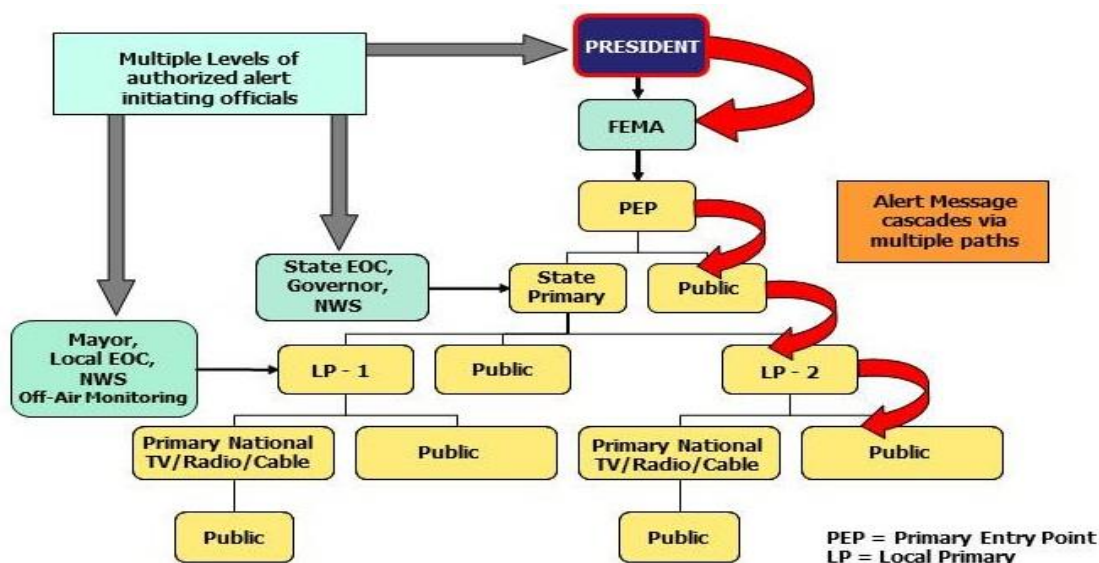 Multiple Levels of
authorized alert
initiating officials
PRESIDENT
FEMA
PEP
Alert Message
cascades via
multiple paths
State EOC,
Governor,
NWS
State
Primary
Public
Mayor,
Local EOC,
NWS
Off-Air Monitoring
LP - 1
Public
LP - 2
Primary National
TV/Radio/Cable
Public
Primary National
TV/Radio/Cable
Public
Public
Public
PEP = Primary Entry Point
LP = Local Primary